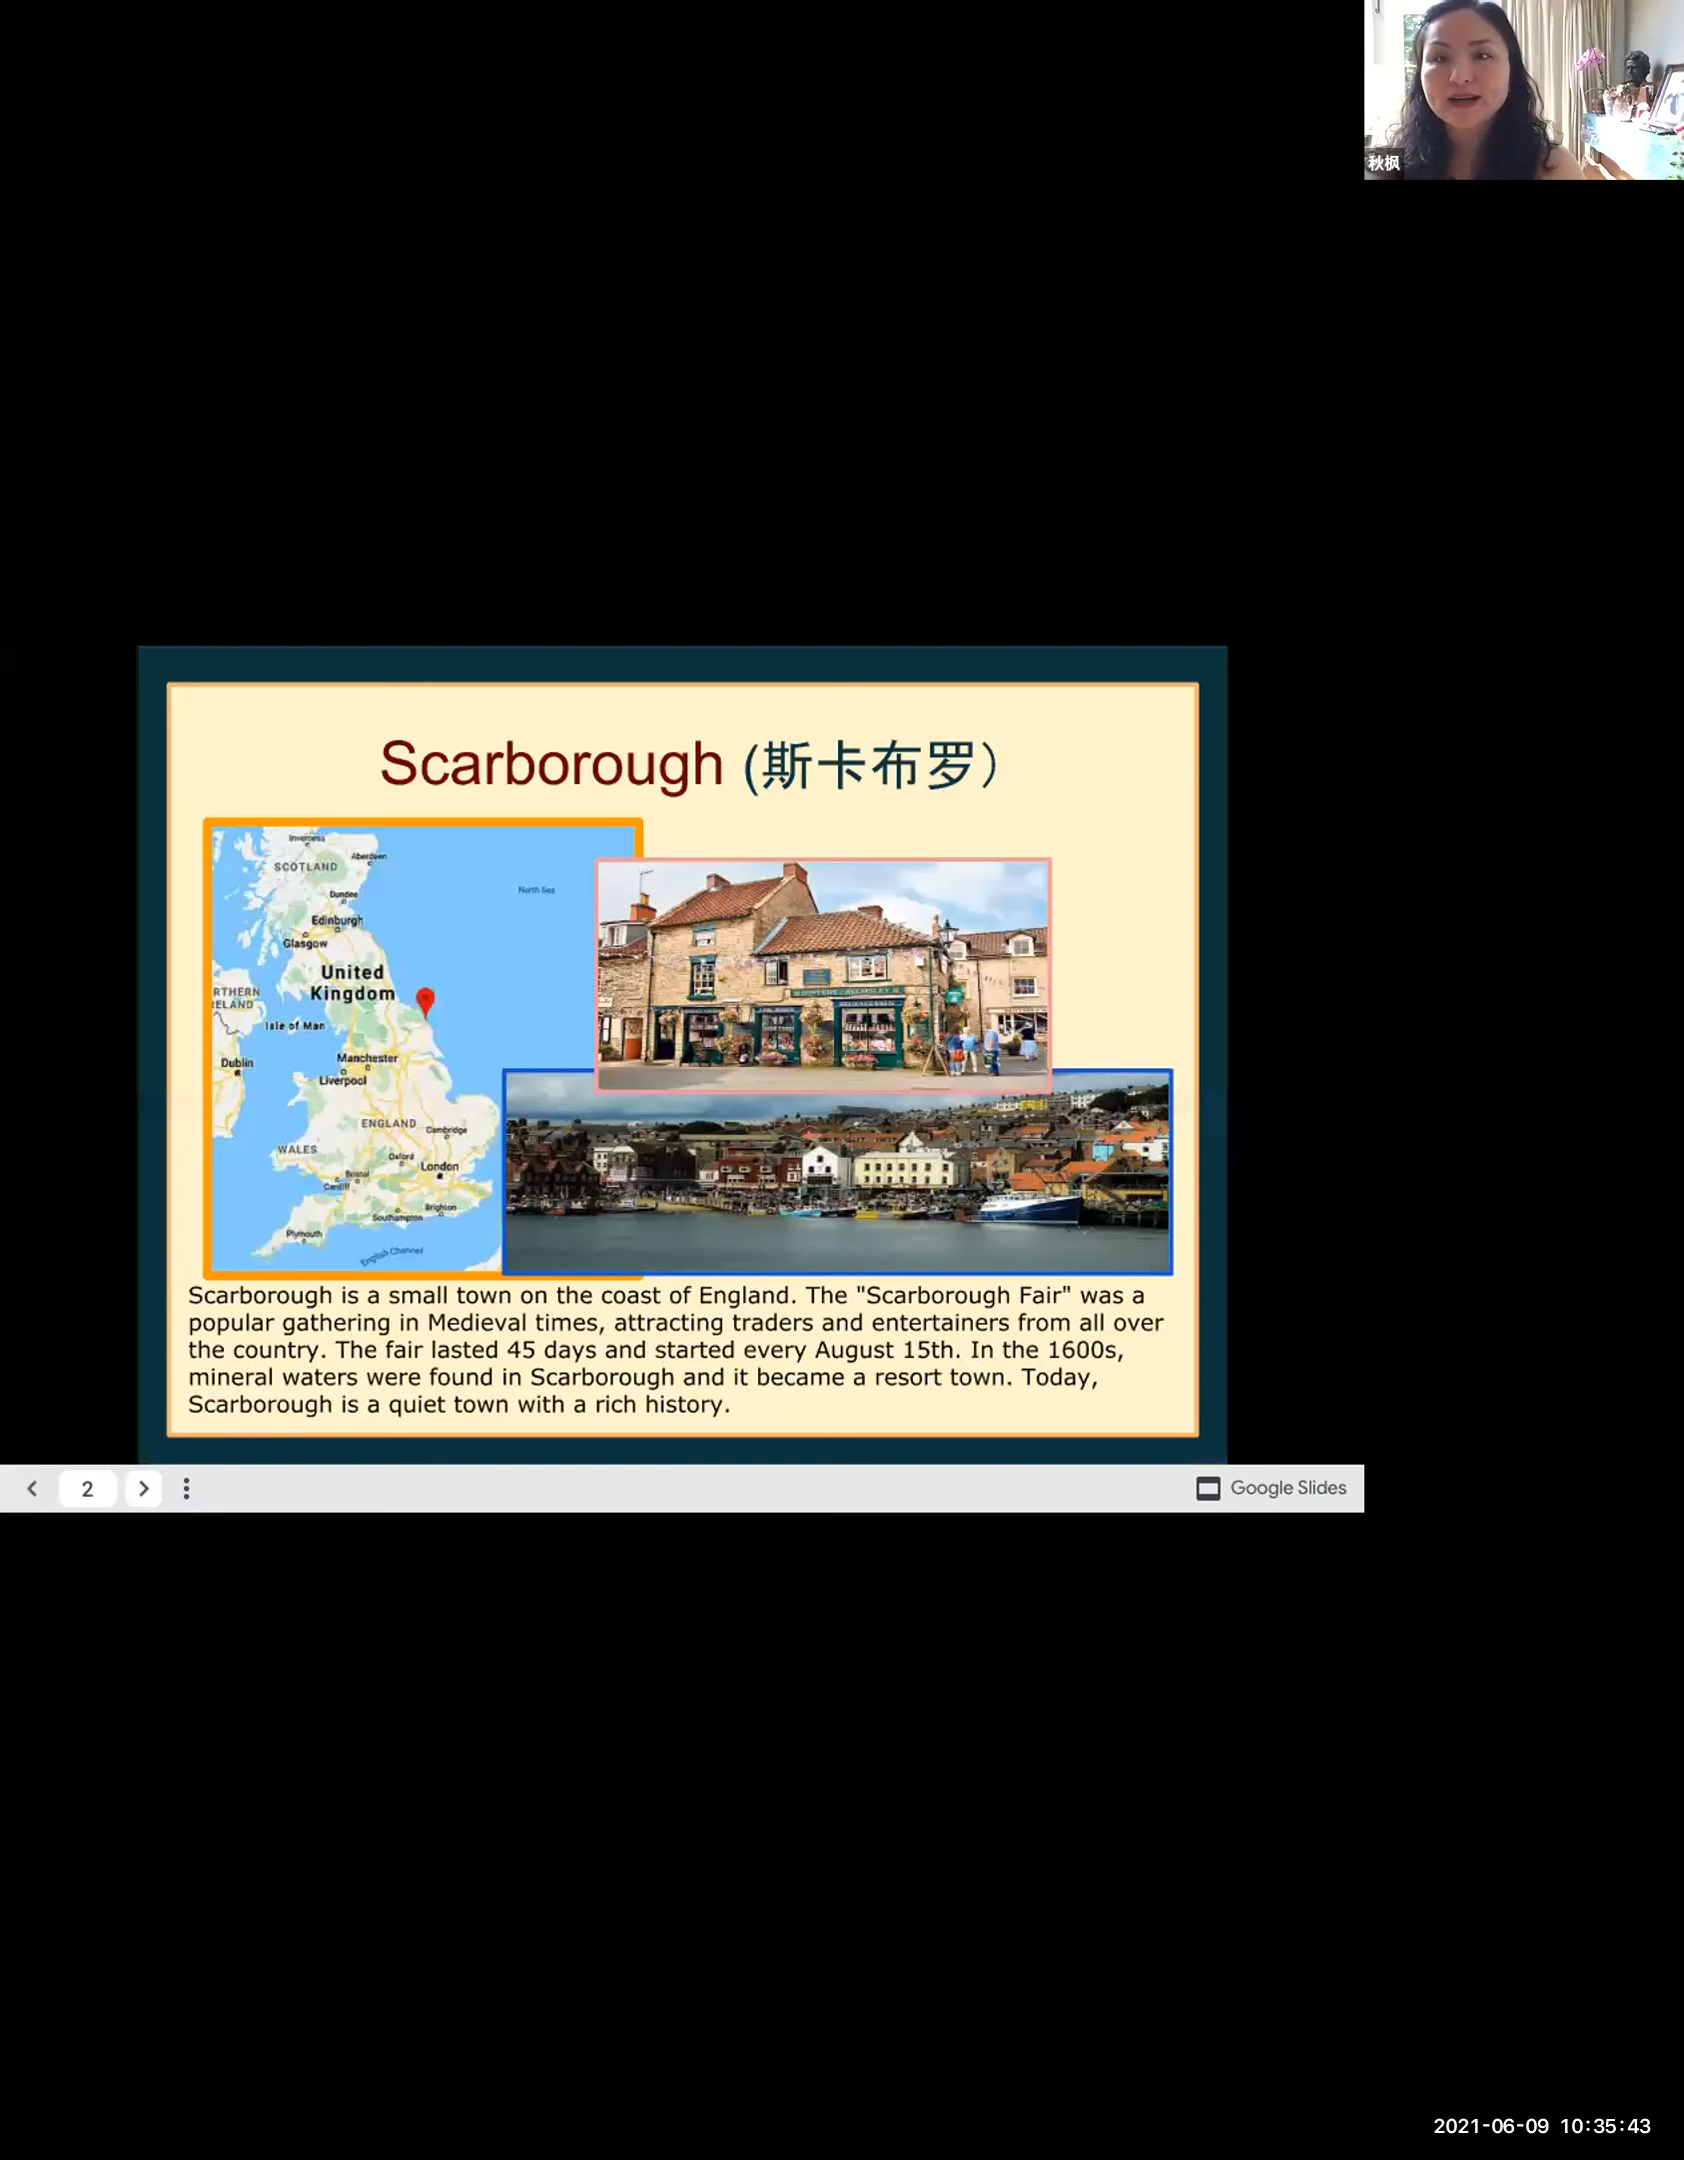 秋枫
Scarborough (斯卡布罗）
Inverness
SCOTLAND
Aberdeen
Dundee
Edinburgh
Glasgow
North Sea
United
Kingdom
RTHERN
IELAND
Isle of Man
Dublin
Manchester
Liverpool
ENGLAND
Cambridge
WALES
Oxford
London
Bristol
Cardiff
Brighton
Southampton
Plymouth
English Channel
DELICATESSEN
Scarborough is a small town on the coast of England. The "Scarborough Fair" was a
popular gathering in Medieval times, attracting traders and entertainers from all over
the country. The fair lasted 45 days and started every August 15th. In the 1600s,
mineral waters were found in Scarborough and it became a resort town. Today,
Scarborough is a quiet town with a rich history.
2
Google Slides
2021-06-09 10:35:43